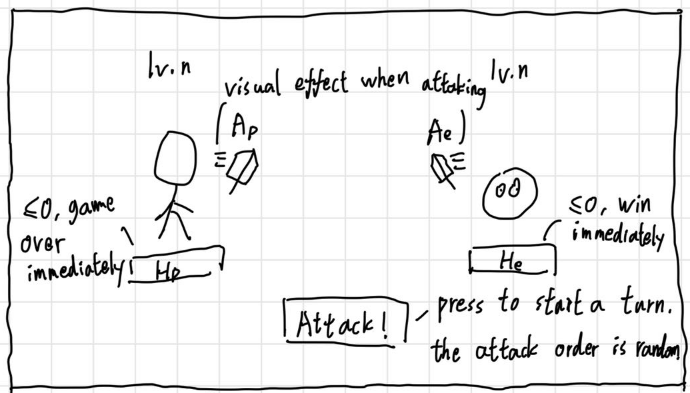 lv.n
lv.n
(visual effect when attaking)
Ap
Ae
≤0, game
over
immediately
Hp
≤0, win
immediately
He
Attack!
press to start a turn.
the attack order is random